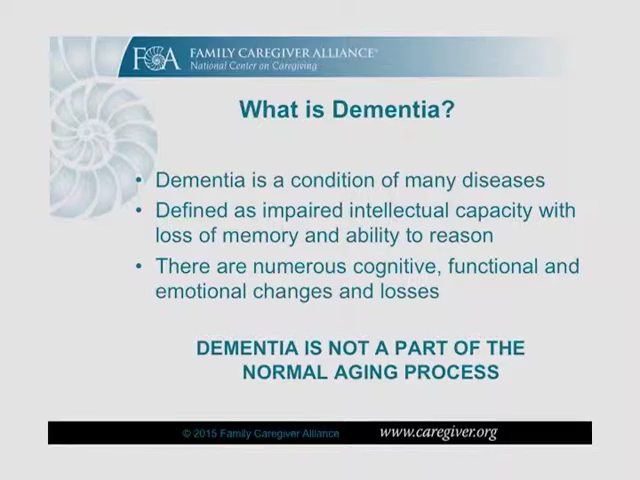 FCA FAMILY CAREGIVER ALLIANCE®
National Center on Caregiving
What is Dementia?
• Dementia is a condition of many diseases
• Defined as impaired intellectual capacity with
loss of memory and ability to reason
• There are numerous cognitive, functional and
emotional changes and losses
DEMENTIA IS NOT A PART OF THE
NORMAL AGING PROCESS
© 2015 Family Caregiver Alliance www.caregiver.org